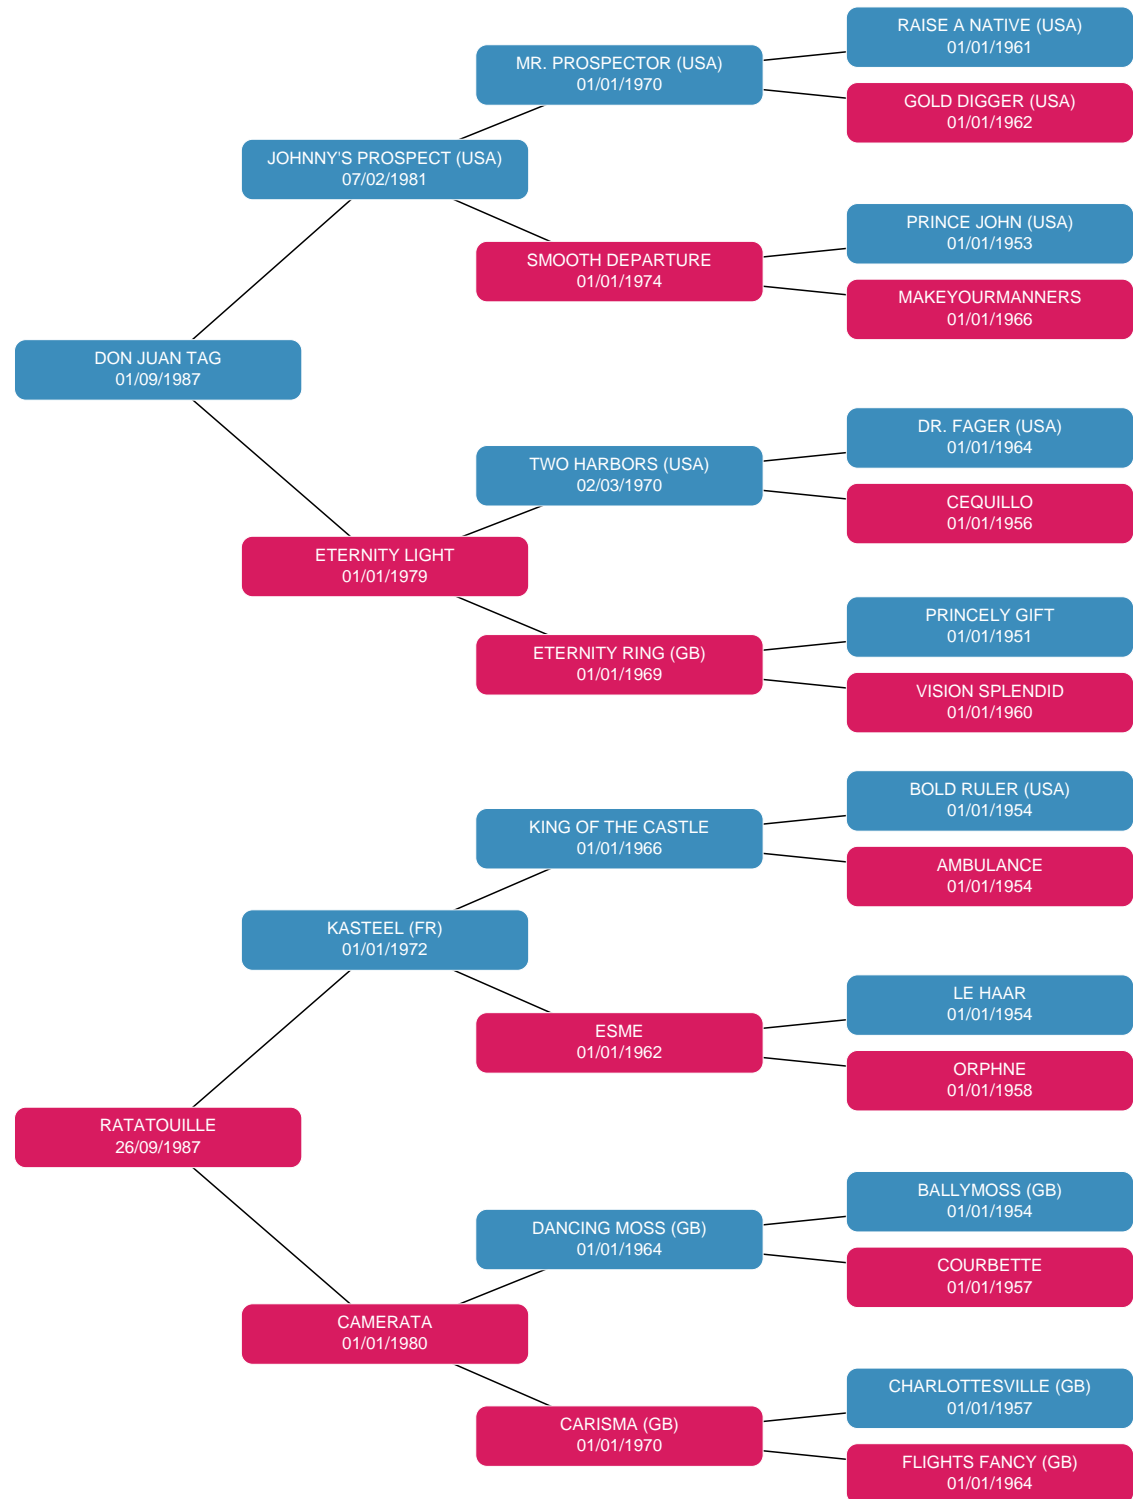 RAISE A NATIVE (USA)
01/01/1961
MR. PROSPECTOR (USA)
01/01/1970
GOLD DIGGER (USA)
01/01/1962
JOHNNY'S PROSPECT (USA)
07/02/1981
PRINCE JOHN (USA)
01/01/1953
SMOOTH DEPARTURE
01/01/1974
MAKEYOURMANNERS
01/01/1966
DON JUAN TAG
01/09/1987
DR. FAGER (USA)
01/01/1964
TWO HARBORS (USA)
02/03/1970
CEQUILLO
01/01/1956
ETERNITY LIGHT
01/01/1979
PRINCELY GIFT
01/01/1951
ETERNITY RING (GB)
01/01/1969
VISION SPLENDID
01/01/1960
BOLD RULER (USA)
01/01/1954
KING OF THE CASTLE
01/01/1966
AMBULANCE
01/01/1954
KASTEEL (FR)
01/01/1972
LE HAAR
01/01/1954
ESME
01/01/1962
ORPHNE
01/01/1958
RATATOUILLE
26/09/1987
BALLYMOSS (GB)
01/01/1954
DANCING MOSS (GB)
01/01/1964
COURBETTE
01/01/1957
CAMERATA
01/01/1980
CHARLOTTESVILLE (GB)
01/01/1957
CARISMA (GB)
01/01/1970
FLIGHTS FANCY (GB)
01/01/1964